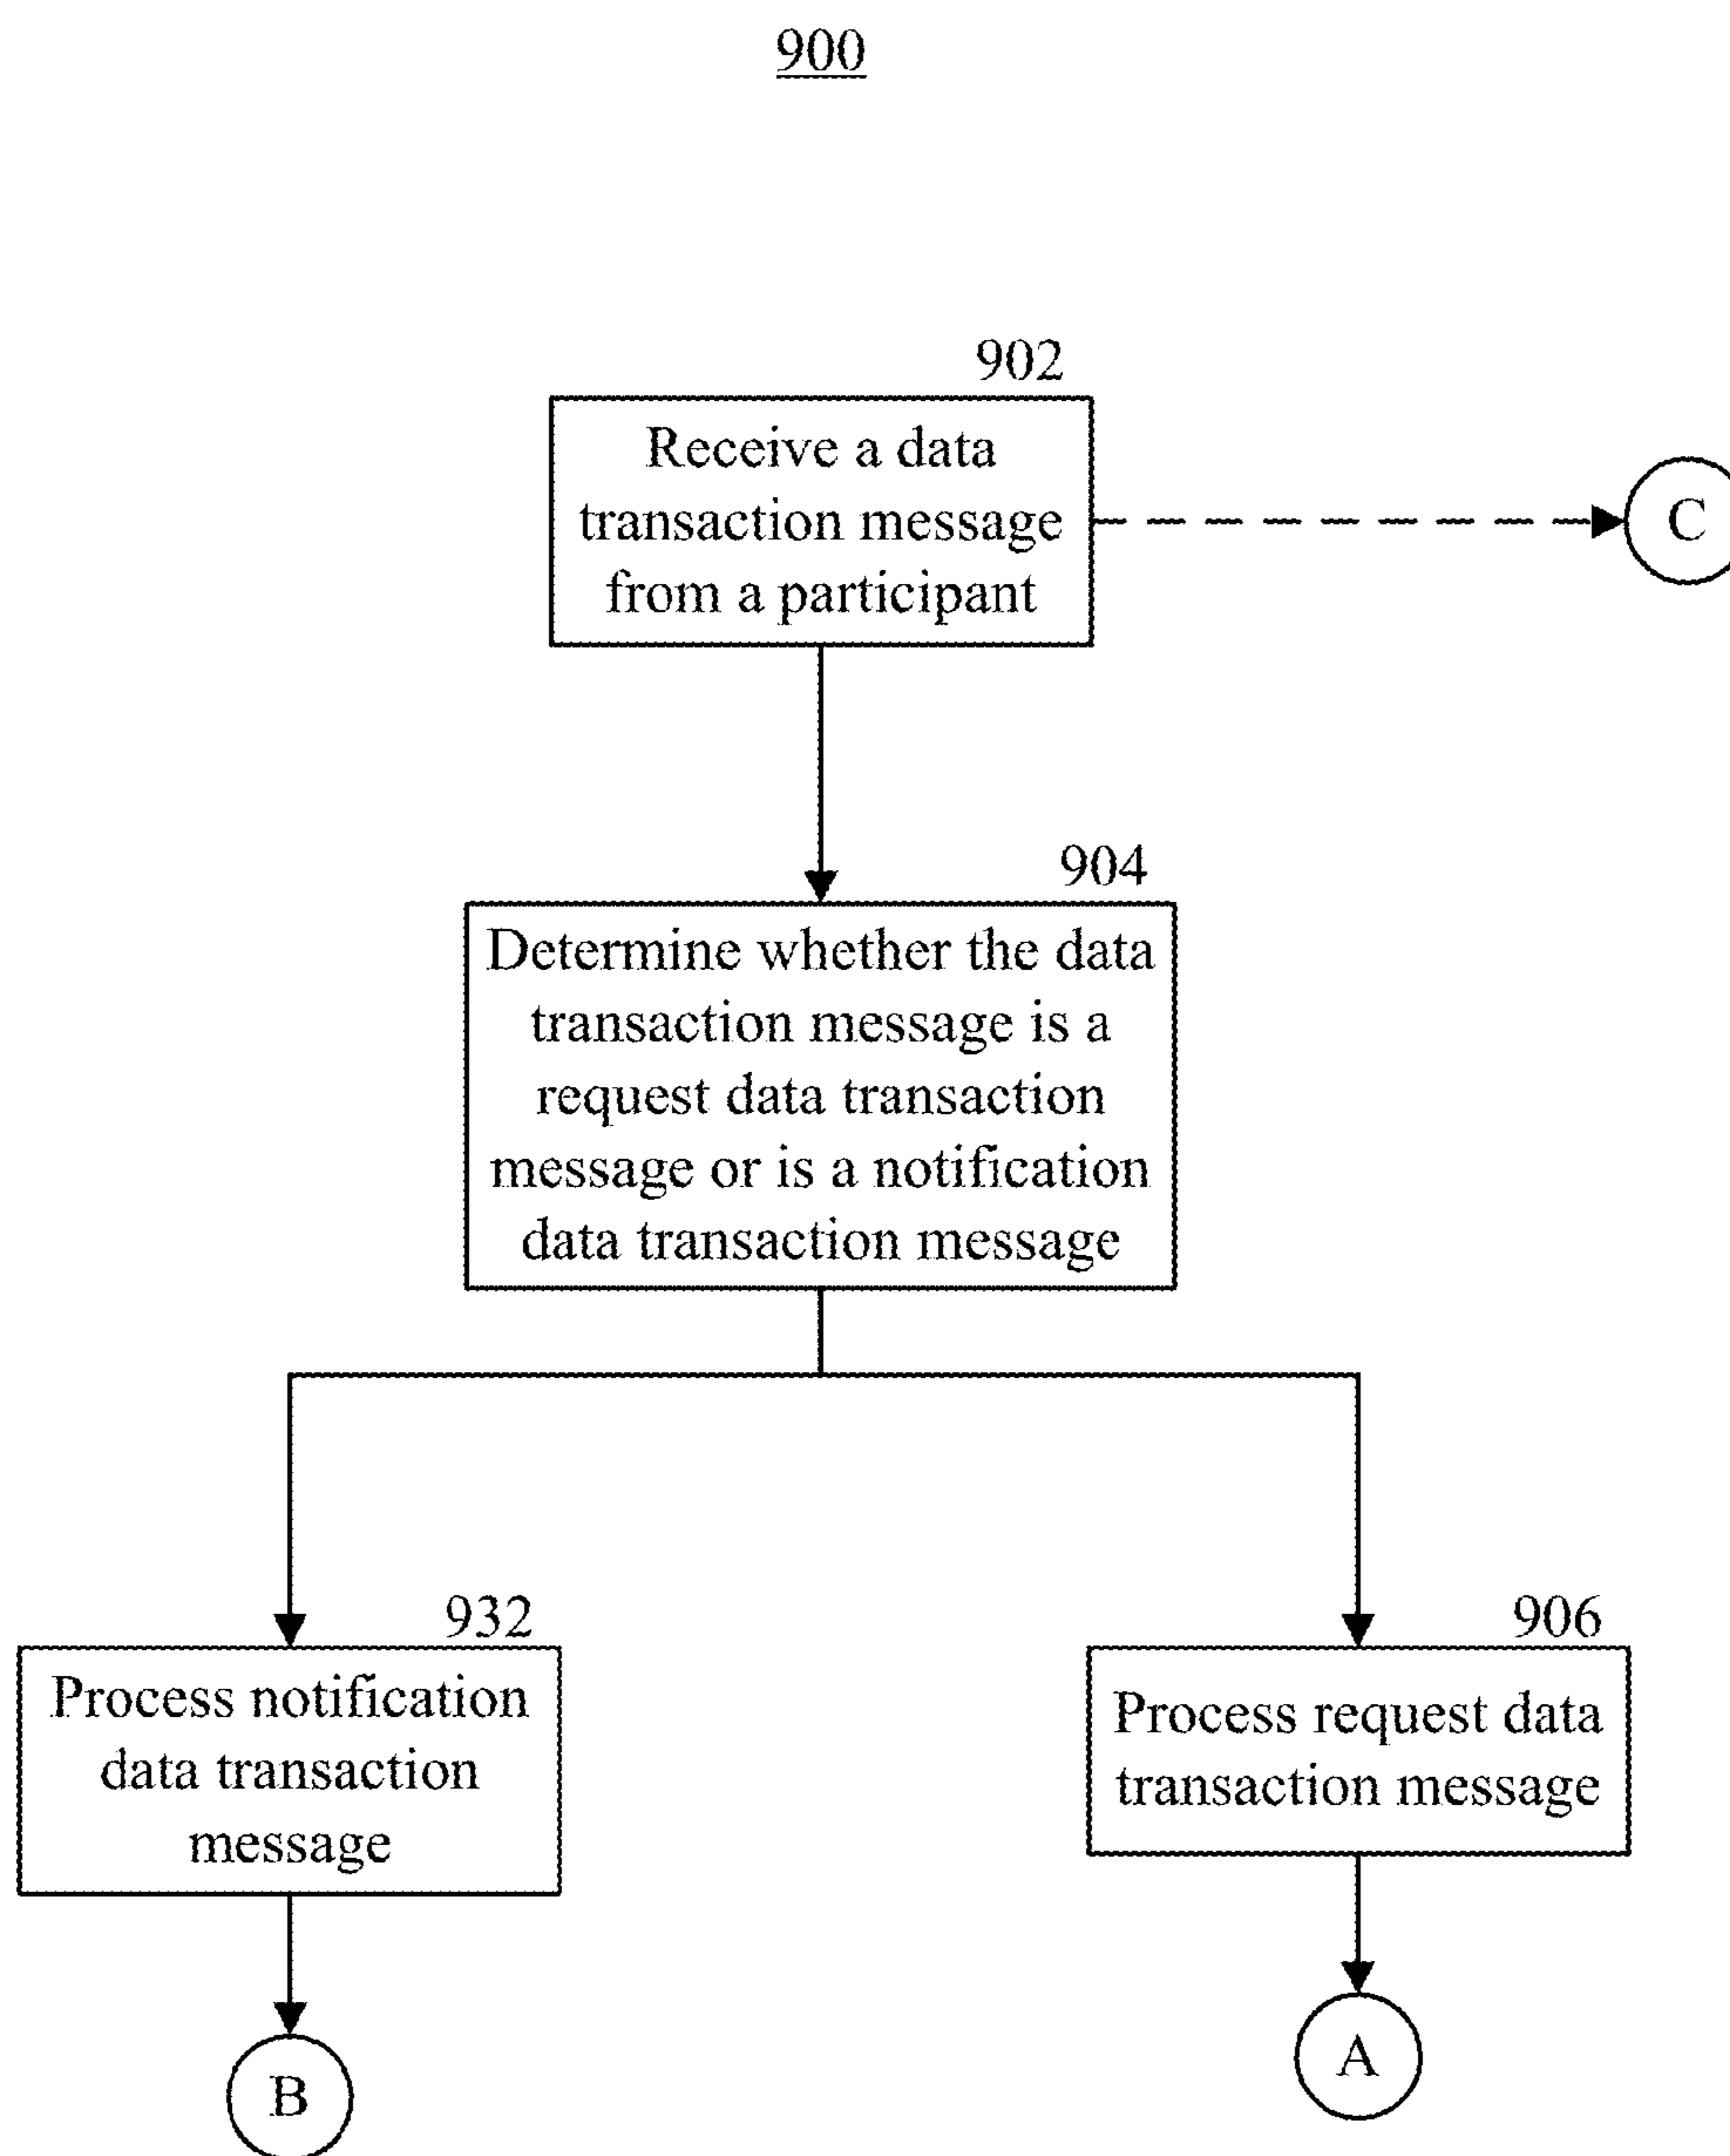 900
902
Receive a data
transaction message
from a participant
C
904
Determine whether the data
transaction message is a
request data transaction
message or is a notification
data transaction message
932
Process notification
data transaction
message
906
Process request data
transaction message
B
A